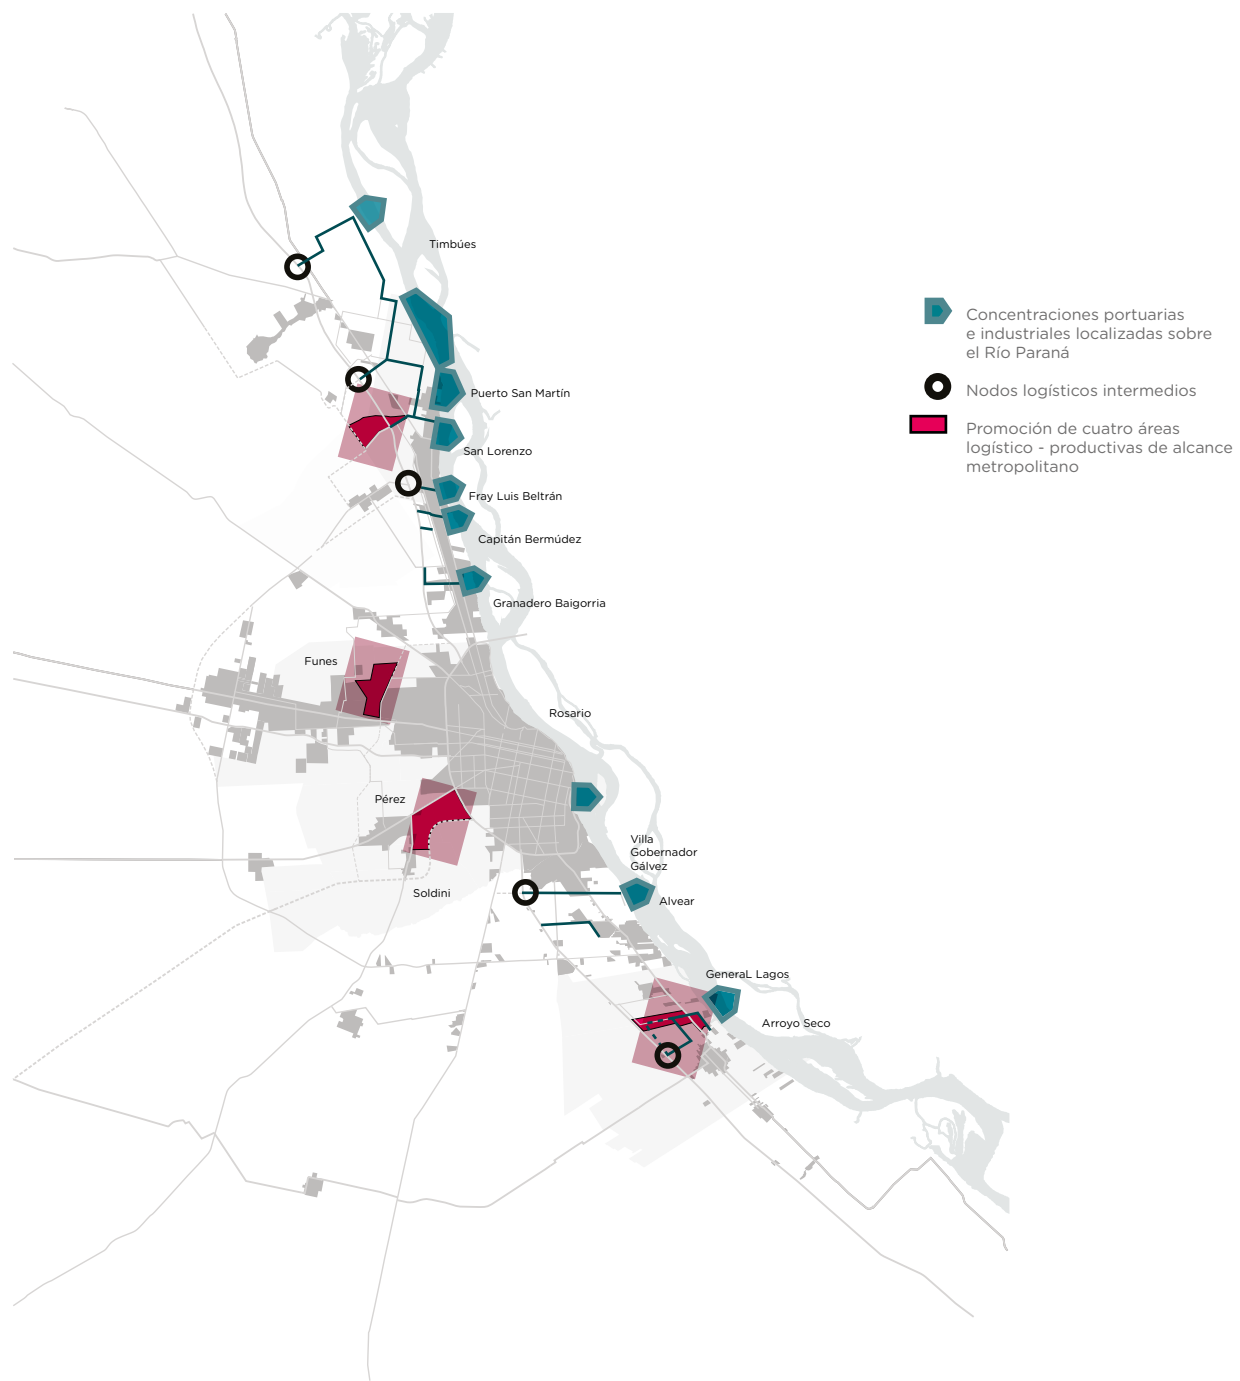 Timbúes
Concentraciones portuarias
e industriales localizadas sobre
el Río Paraná
Nodos logísticos intermedios
Promoción de cuatro áreas
logístico - productivas de alcance
metropolitano
Puerto San Martín
San Lorenzo
Fray Luis Beltrán
Capitán Bermúdez
Granadero Baigorria
Funes
Rosario
Pérez
Villa
Gobernador
Gálvez
Soldini
Alvear
GeneraL Lagos
Arroyo Seco